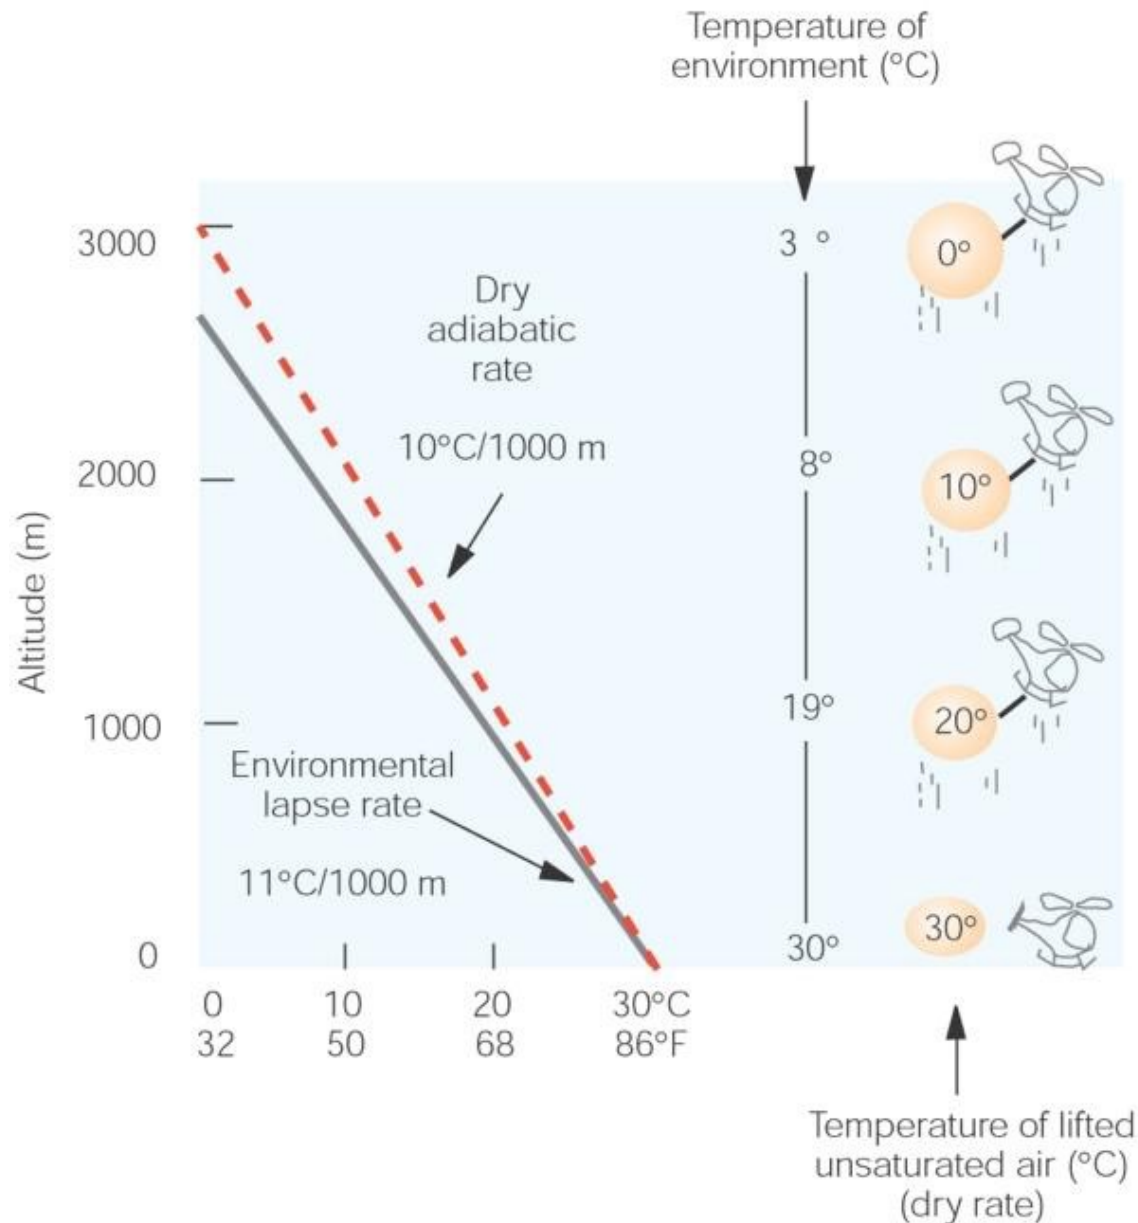 Temperature of
environment (°C)
3000
2000
1000
0
Altitude (m)
Dry
adiabatic
rate
10°C/1000 m
Environmental
lapse rate
11°C/1000 m
0 10 20 30°C
32 50 68 86°F
3 °
8°
19°
30°
0°
10°
20°
30°
Temperature of lifted
unsaturated air (°C)
(dry rate)